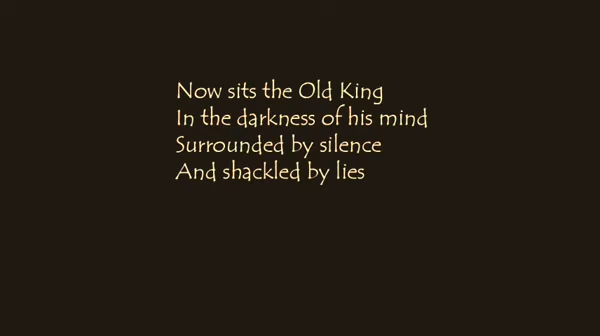 Now sits the Old King
In the darkness of his mind
Surrounded by silence
And shackled by lies